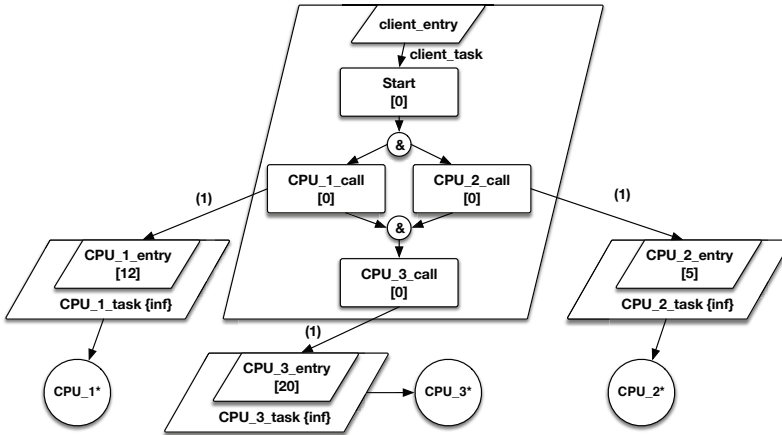 client_entry
client_task
Start
[0]
&
CPU_1_call
[0]
CPU_2_call
[0]
(1)
(1)
&
CPU_1_entry
[12]
CPU_1_task {inf}
CPU_3_call
[0]
CPU_2_entry
[5]
CPU_2_task {inf}
(1)
CPU_3_entry
[20]
CPU_3_task {inf}
CPU_1*
CPU_3*
CPU_2*